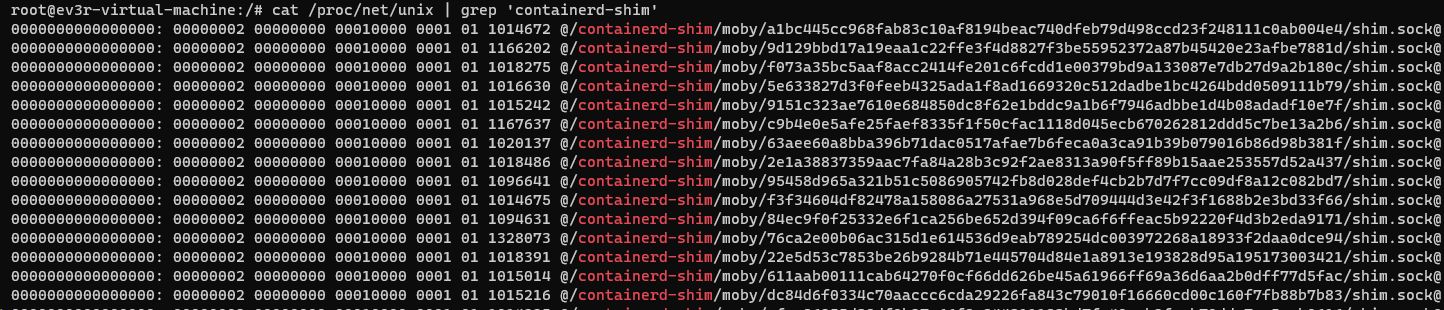 root@ev3r-virtual-machine:/# cat /proc/net/unix | grep 'containerd-shim'
0000000000000000: 00000002 00000000 00010000 0001 01 1014672 @/containerd-shim/moby/a1bc445cc968fab83c10af8194beac740dfeb79d498ccd23f248111c0ab004e4/shim.sock@
0000000000000000: 00000002 00000000 00010000 0001 01 1166202 @/containerd-shim/moby/9d129bbd17a19eaa1c22ffe3f4d8827f3be55952372a87b45420e23afbe7881d/shim.sock@
0000000000000000: 00000002 00000000 00010000 0001 01 1018275 @/containerd-shim/moby/f073a35bc5aaf8acc2414fe201c6fcdd1e00379bd9a133087e7db27d9a2b180c/shim.sock@
0000000000000000: 00000002 00000000 00010000 0001 01 1016630 @/containerd-shim/moby/5e633827d3f0feeb4325ada1f8ad1669320c512dadbe1bc4264bdd0509111b79/shim.sock@
0000000000000000: 00000002 00000000 00010000 0001 01 1015242 @/containerd-shim/moby/9151c323ae7610e684850dc8f62e1bddc9a1b6f7946adbbe1d4b08adadf10e7f/shim.sock@
0000000000000000: 00000002 00000000 00010000 0001 01 1167637 @/containerd-shim/moby/c9b4e0e5afe25faef8335f1f50cfac1118d045ecb670262812ddd5c7be13a2b6/shim.sock@
0000000000000000: 00000002 00000000 00010000 0001 01 1020137 @/containerd-shim/moby/63aee60a8bba396b71dac0517afae7b6feca0a3ca91b39b079016b86d98b381f/shim.sock@
0000000000000000: 00000002 00000000 00010000 0001 01 1018486 @/containerd-shim/moby/2e1a38837359aac7fa84a28b3c92f2ae8313a90f5ff89b15aae253557d52a437/shim.sock@
0000000000000000: 00000002 00000000 00010000 0001 01 1096641 @/containerd-shim/moby/95458d965a321b51c5086905742fb8d028def4cb2b7d7f7cc09df8a12c082bd7/shim.sock@
0000000000000000: 00000002 00000000 00010000 0001 01 1014675 @/containerd-shim/moby/f3f34604df82478a158086a27531a968e5d709444d3e42f3f1688b2e3bd33f66/shim.sock@
0000000000000000: 00000002 00000000 00010000 0001 01 1094631 @/containerd-shim/moby/84ec9f0f25332e6f1ca256be652d394f09ca6f6ffeac5b92220f4d3b2eda9171/shim.sock@
0000000000000000: 00000002 00000000 00010000 0001 01 1328073 @/containerd-shim/moby/76ca2e00b06ac315d1e614536d9eab789254dc003972268a18933f2daa0dce94/shim.sock@
0000000000000000: 00000002 00000000 00010000 0001 01 1018391 @/containerd-shim/moby/22e5d53c7853be26b9284b71e445704d84e1a8913e193828d95a195173003421/shim.sock@
0000000000000000: 00000002 00000000 00010000 0001 01 1015014 @/containerd-shim/moby/611aab00111cab64270f0cf66dd626be45a61966ff69a36d6aa2b0dff77d5fac/shim.sock@
0000000000000000: 00000002 00000000 00010000 0001 01 1015216 @/containerd-shim/moby/dc84d6f0334c70aaccc6cda29226fa843c79010f16660cd00c160f7fb88b7b83/shim.sock@